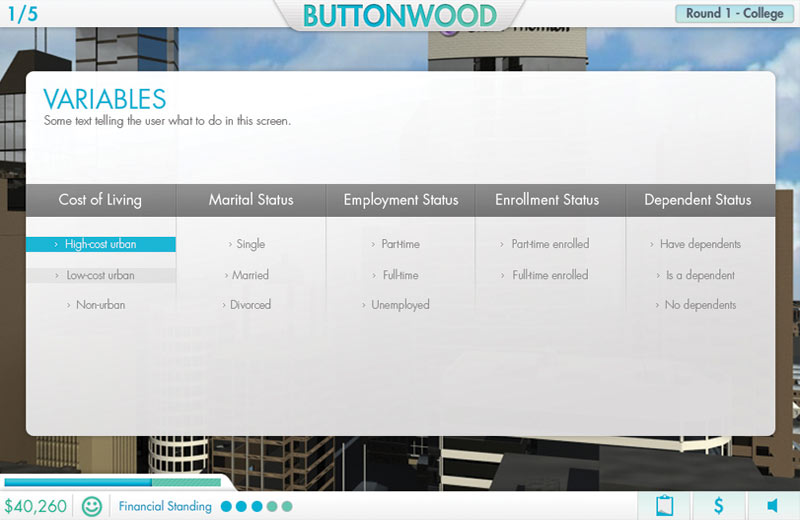 1/5
BUTTONWOOD
Round 1 - College
VARIABLES
Some text telling the user what to do in this screen.
Cost of Living Marital Status Employment Status Enrollment Status Dependent Status
› High-cost urban › Single › Part-time › Part-time enrolled › Have dependents
› Low-cost urban › Married › Full-time › Full-time enrolled › Is a dependent
› Non-urban › Divorced › Unemployed › No dependents
$40,260 Financial Standing $